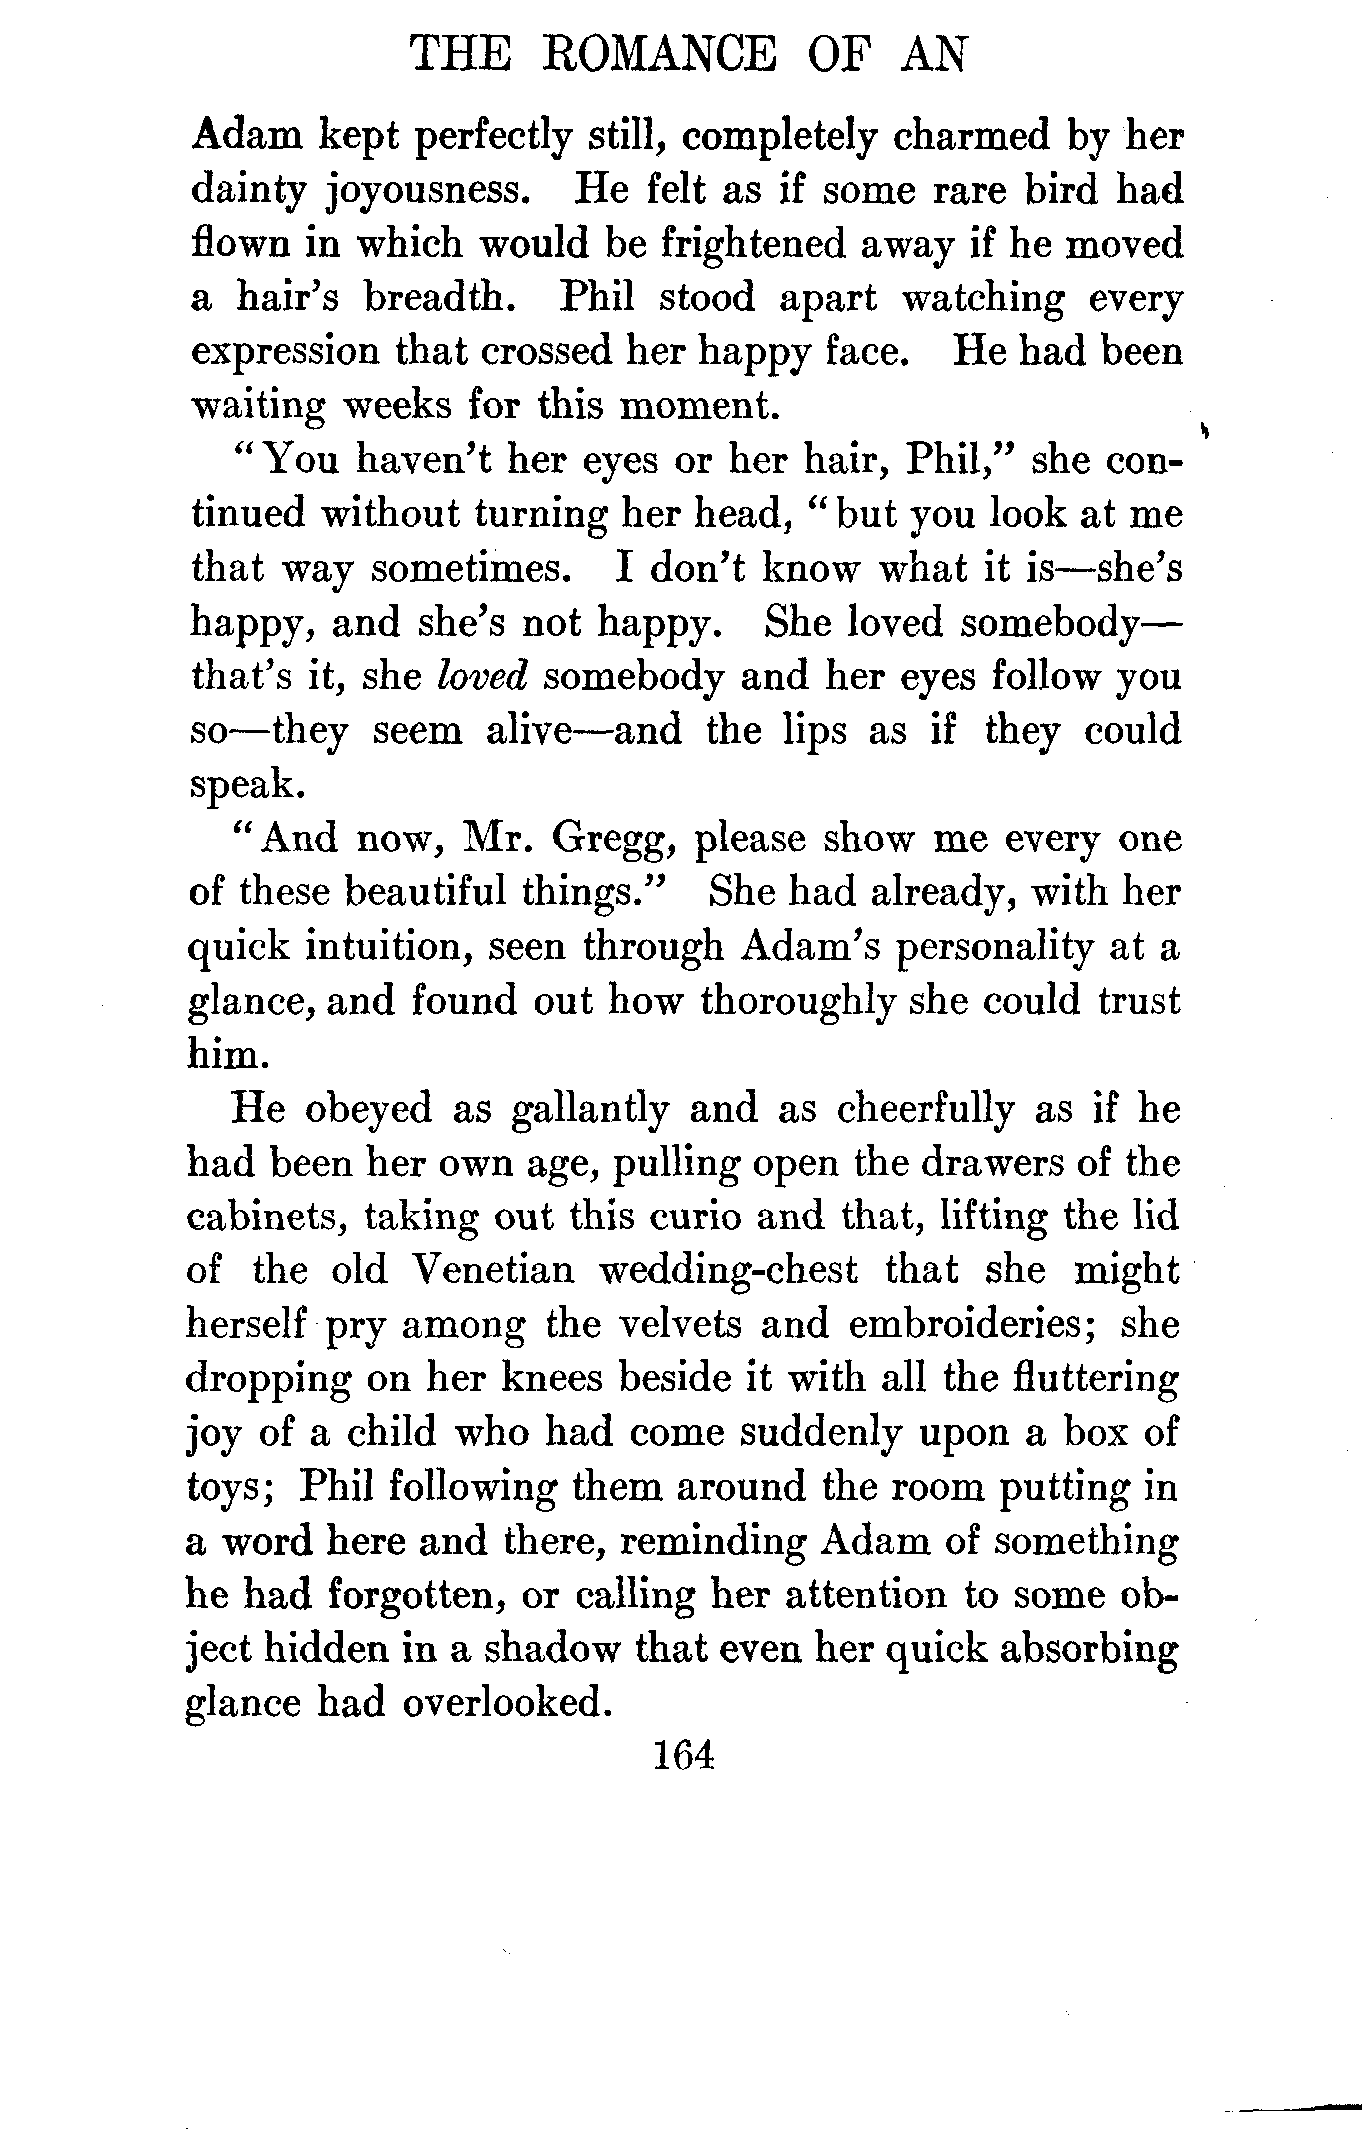 THE ROMANCE OF AN
Adam kept perfectly still, completely charmed by her
dainty joyousness. He felt as if some rare bird had
flown in which would be frightened away if he moved
a hair's breadth. Phil stood apart watching every
expression that crossed her happy face. He had been
waiting weeks for this moment.
"You haven't her eyes or her hair, Phil," she con-
tinued without turning her head, "but you look at me
that way sometimes. I don't know what it is—she's
happy, and she's not happy. She loved somebody—
that's it, she loved somebody and her eyes follow you
so—they seem alive—and the lips as if they could
speak.
"And now, Mr. Gregg, please show me every one
of these beautiful things." She had already, with her
quick intuition, seen through Adam's personality at a
glance, and found out how thoroughly she could trust
him.
He obeyed as gallantly and as cheerfully as if he
had been her own age, pulling open the drawers of the
cabinets, taking out this curio and that, lifting the lid
of the old Venetian wedding-chest that she might
herself pry among the velvets and embroideries; she
dropping on her knees beside it with all the fluttering
joy of a child who had come suddenly upon a box of
toys; Phil following them around the room putting in
a word here and there, reminding Adam of something
he had forgotten, or calling her attention to some ob-
ject hidden in a shadow that even her quick absorbing
glance had overlooked.
164